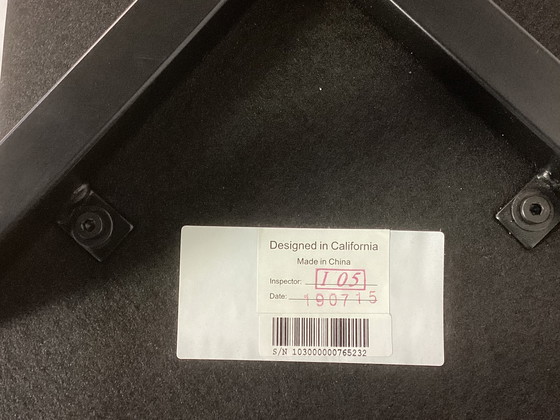 Designed in California
Made in China
Inspector: I 05
Date: 190715
S/N 103000000765232